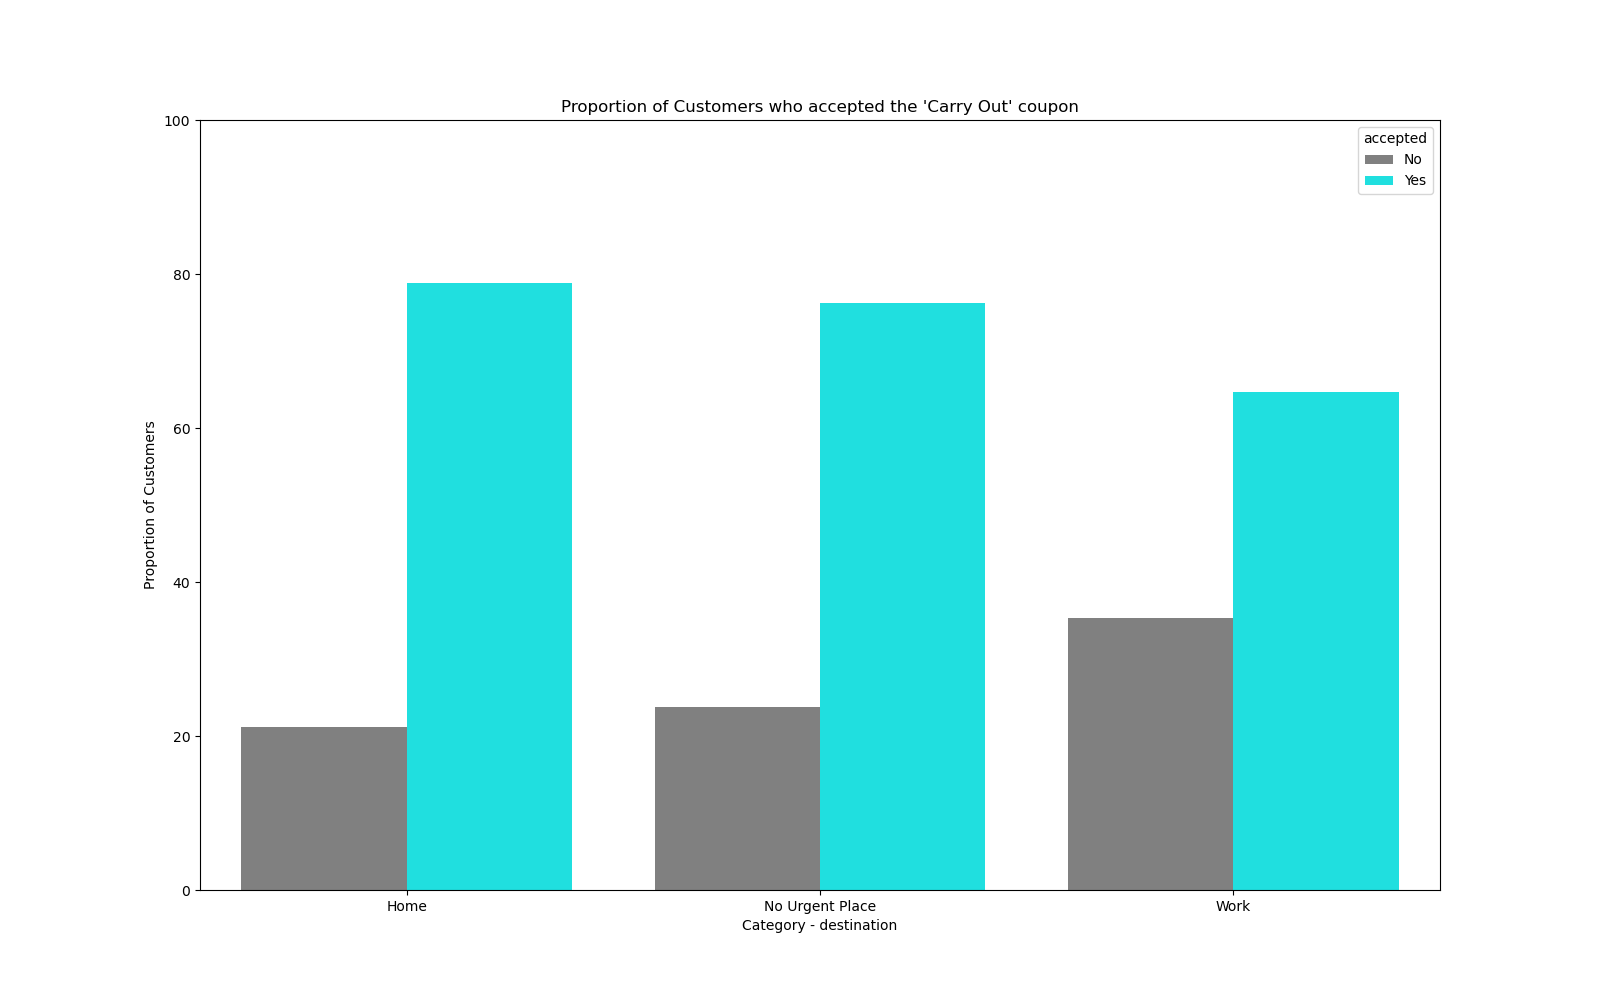 Proportion of Customers who accepted the 'Carry Out' coupon
accepted
No
Yes
100
80
60
40
20
0
Proportion of Customers
Home
No Urgent Place
Work
Category - destination